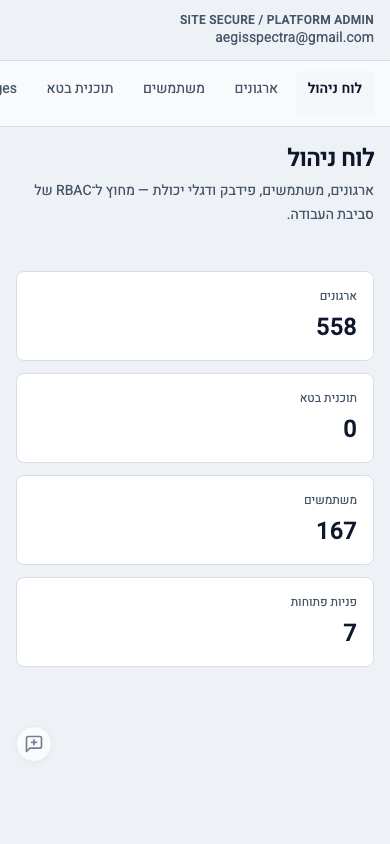 SITE SECURE / PLATFORM ADMIN
aegisspectra@gmail.com
לוח ניהול
ארגונים
משתמשים
תוכנית בטא
לוח ניהול
ארגונים, משתמשים, פידבק ודגלי יכולת — מחוץ ל־RBAC של
סביבת העבודה.
ארגונים
558
תוכנית בטא
0
משתמשים
167
פניות פתוחות
7